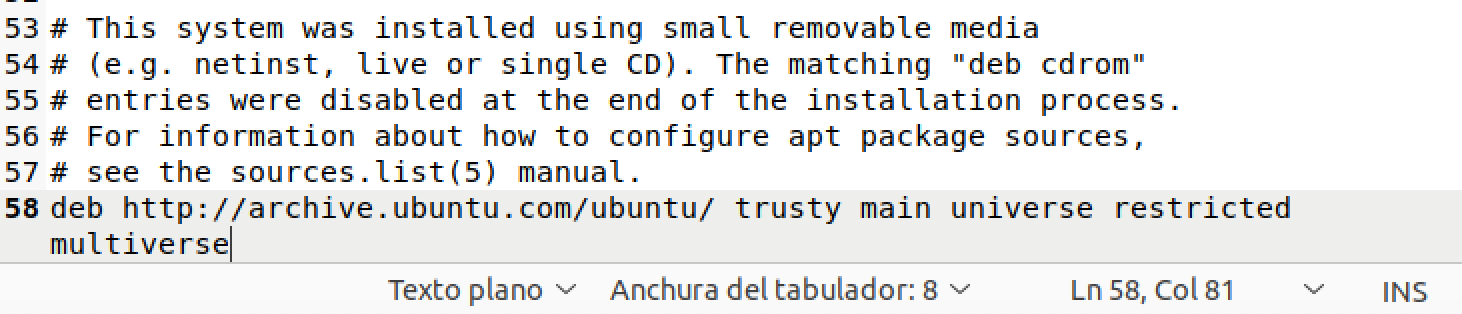 53 # This system was installed using small removable media
54 # (e.g. netinst, live or single CD). The matching "deb cdrom"
55 # entries were disabled at the end of the installation process.
56 # For information about how to configure apt package sources,
57 # see the sources.list(5) manual.
58 deb http://archive.ubuntu.com/ubuntu/ trusty main universe restricted
multiverse
Texto plano Anchura del tabulador: 8 Ln 58, Col 81 INS